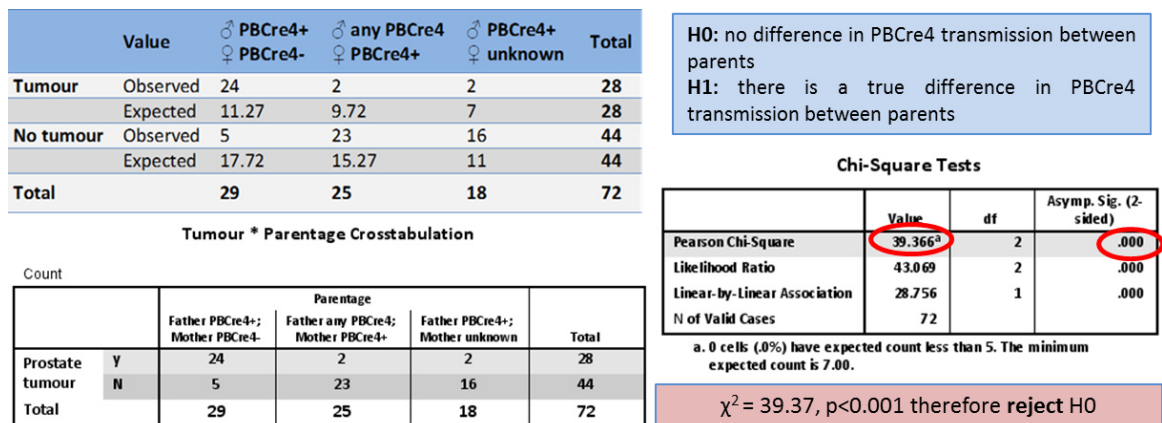 Value ♂ PBCre4+ ♀ PBCre4- ♂ any PBCre4 ♀ PBCre4+ ♂ PBCre4+ ♀ unknown Total
Tumour Observed 24 2 2 28
Expected 11.27 9.72 7 28
No tumour Observed 5 23 16 44
Expected 17.72 15.27 11 44
Total 29 25 18 72
Tumour * Parentage Crosstabulation
Count
Parentage
Father PBCre4+; Mother PBCre4- Father any PBCre4; Mother PBCre4+ Father PBCre4+; Mother unknown Total
Prostate tumour y 24 2 2 28
N 5 23 16 44
Total 29 25 18 72
H0: no difference in PBCre4 transmission between
parents
H1: there is a true difference in PBCre4
transmission between parents
Chi-Square Tests
Value df Asymp. Sig. (2-sided)
Pearson Chi-Square 39.366a 2 .000
Likelihood Ratio 43.069 2 .000
Linear-by-Linear Association 28.756 1 .000
N of Valid Cases 72
a. 0 cells (.0%) have expected count less than 5. The minimum
expected count is 7.00.
χ² = 39.37, p<0.001 therefore reject H0